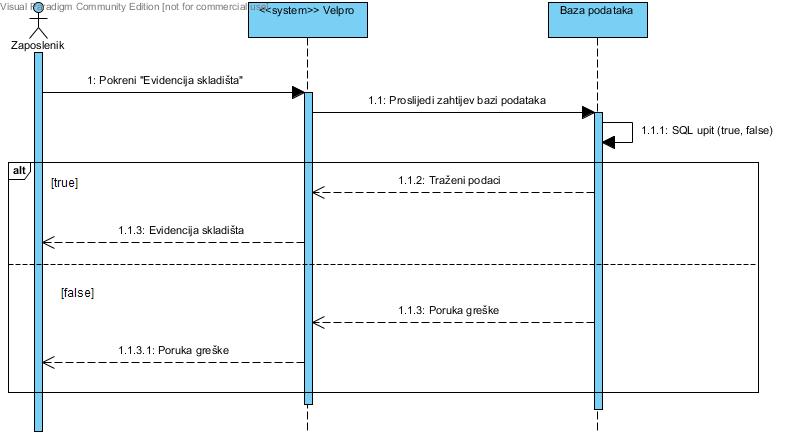 Visual Paradigm Community Edition [not for commercial use]
<<system>> Velpro
Baza podataka
Zaposlenik
1: Pokreni "Evidencija skladišta"
1.1: Proslijedi zahtijev bazi podataka
1.1.1: SQL upit (true, false)
alt
[true]
1.1.2: Traženi podaci
1.1.3: Evidencija skladišta
[false]
1.1.3: Poruka greške
1.1.3.1: Poruka greške